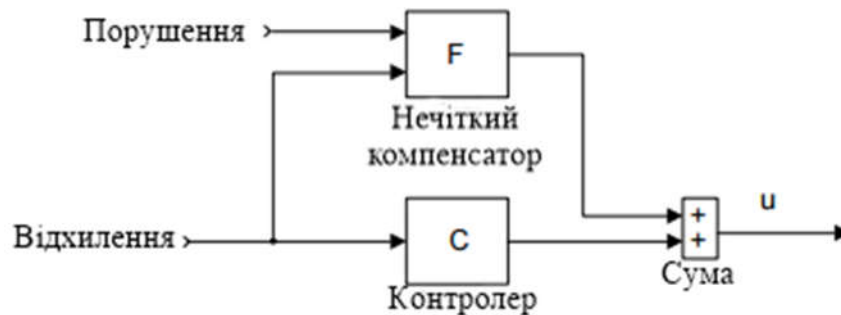 Порушення
F
Нечіткий
компенсатор
u
+
+
Відхилення
C
Сума
Контролер